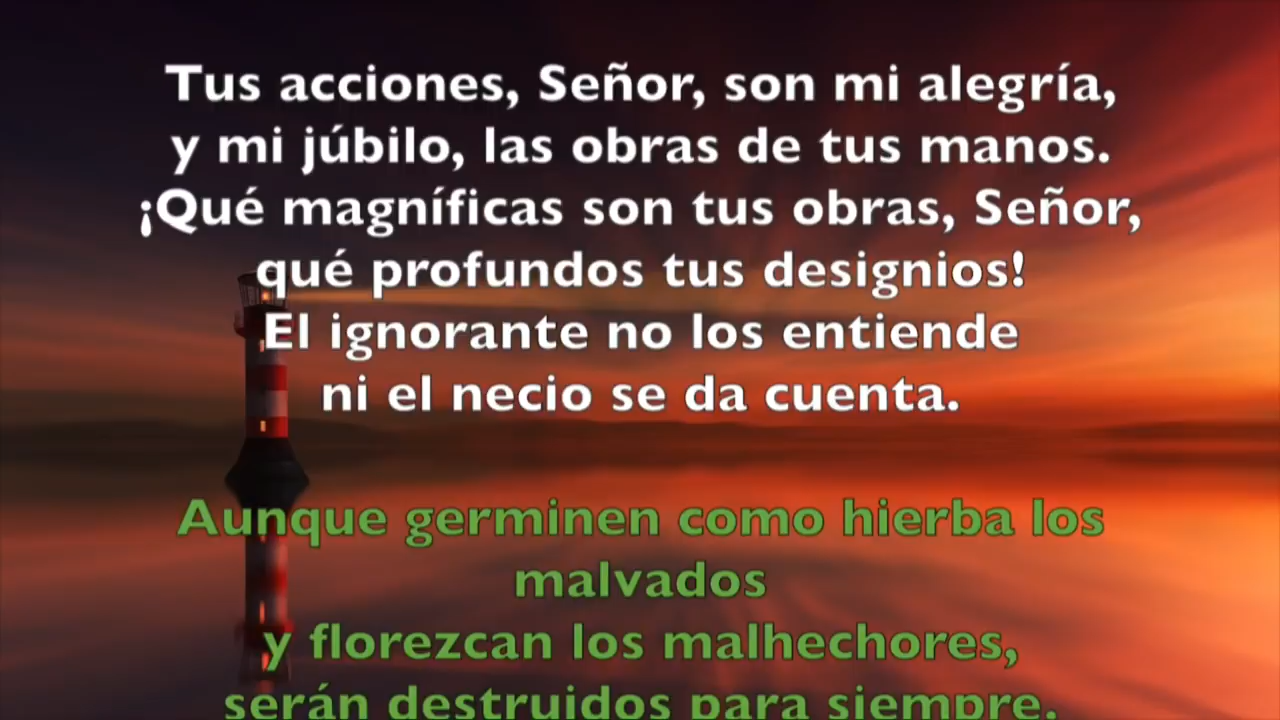 Tus acciones, Señor, son mi alegría,
y mi júbilo, las obras de tus manos.
¡Qué magníficas son tus obras, Señor,
qué profundos tus designios!
El ignorante no los entiende
ni el necio se da cuenta.
Aunque germinen como hierba los
malvados
y florezcan los malhechores,
serán destruidos para siempre.